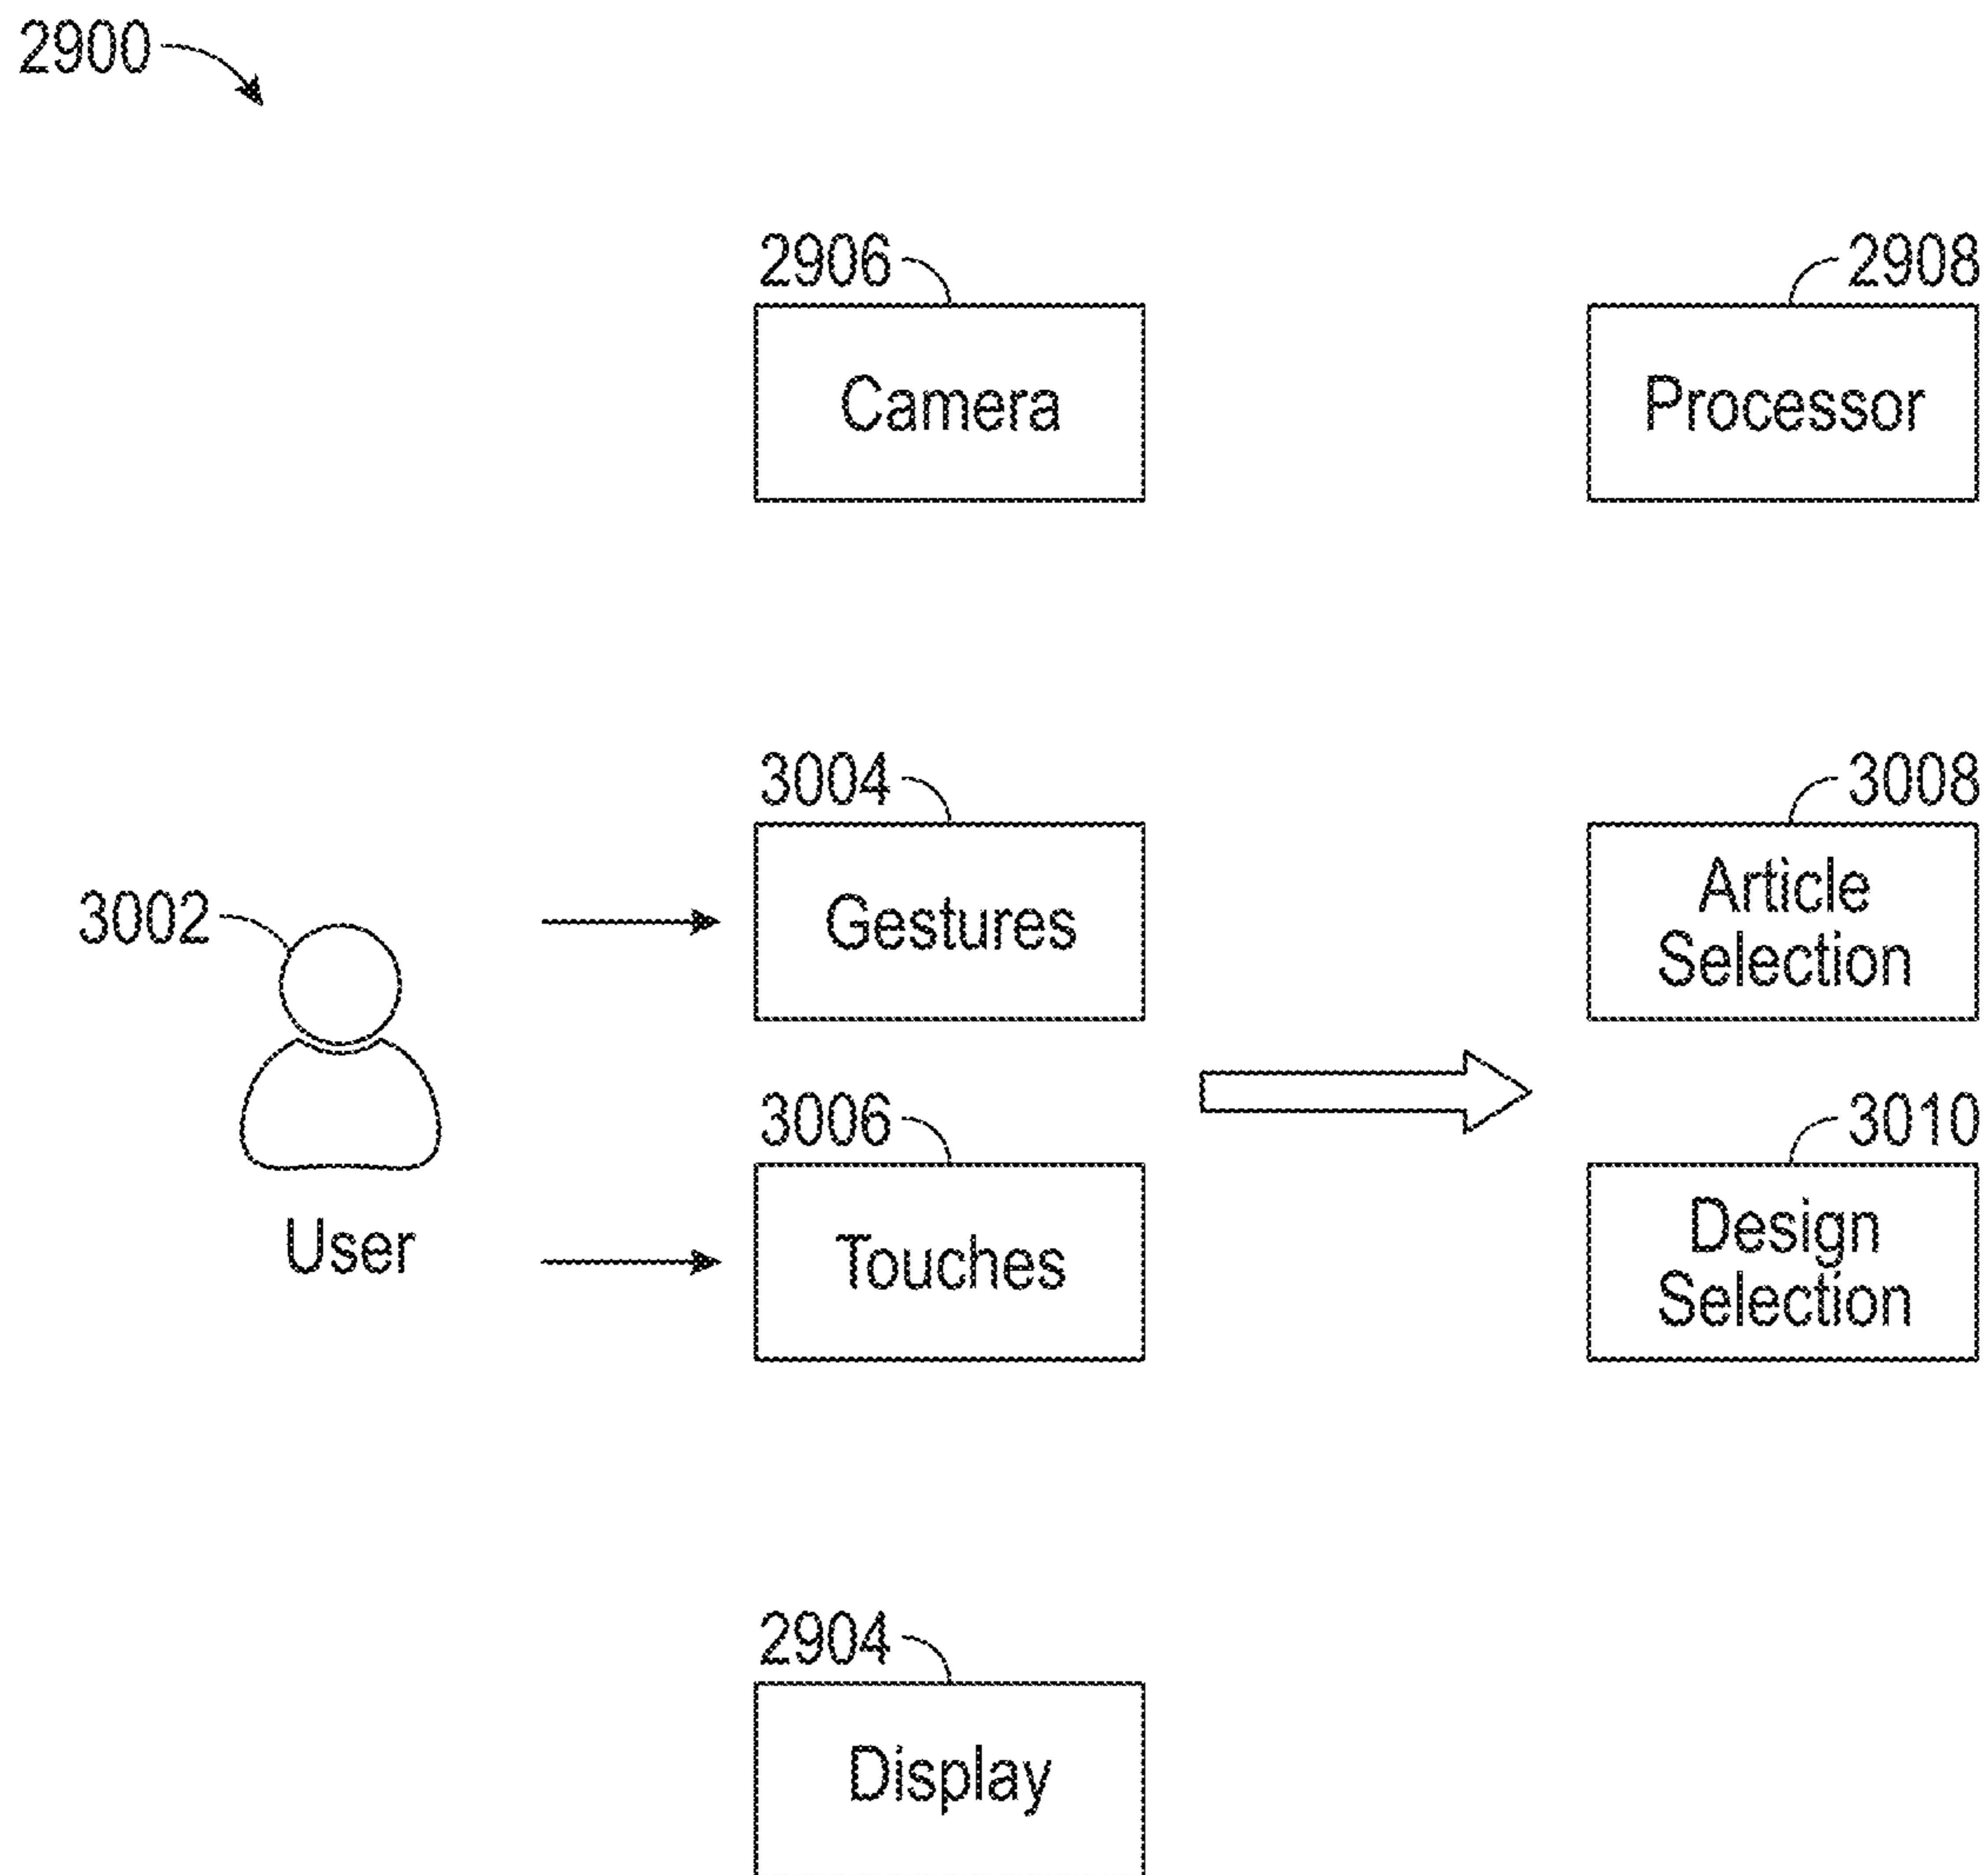 2900
2906
2908
Camera
Processor
3004
3008
Gestures
Article
Selection
3002
User
3006
3010
Touches
Design
Selection
2904
Display